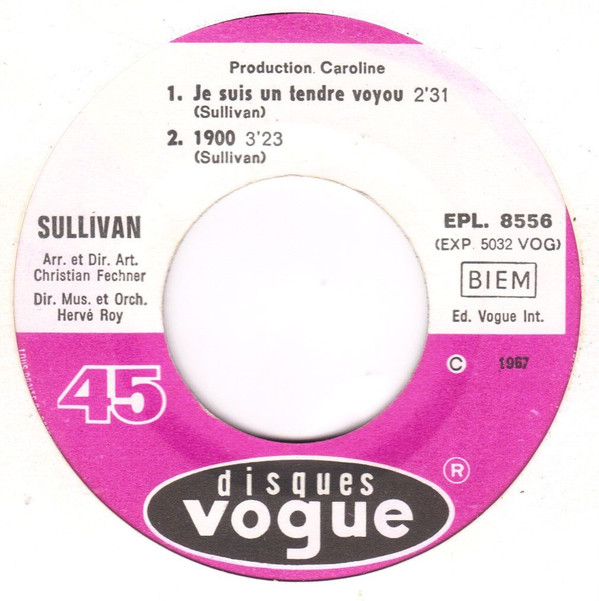 Production Caroline
1. Je suis un tendre voyou 2'31
(Sullivan)
2. 1900 3'23
(Sullivan)
SULLIVAN
Arr. et Dir. Art.
Christian Fechner
Dir. Mus. et Orch.
Hervé Roy
EPL. 8556
(EXP. 5032 VOG)
BIEM
Ed. Vogue Int.
45
© 1967
disques
vogue
®